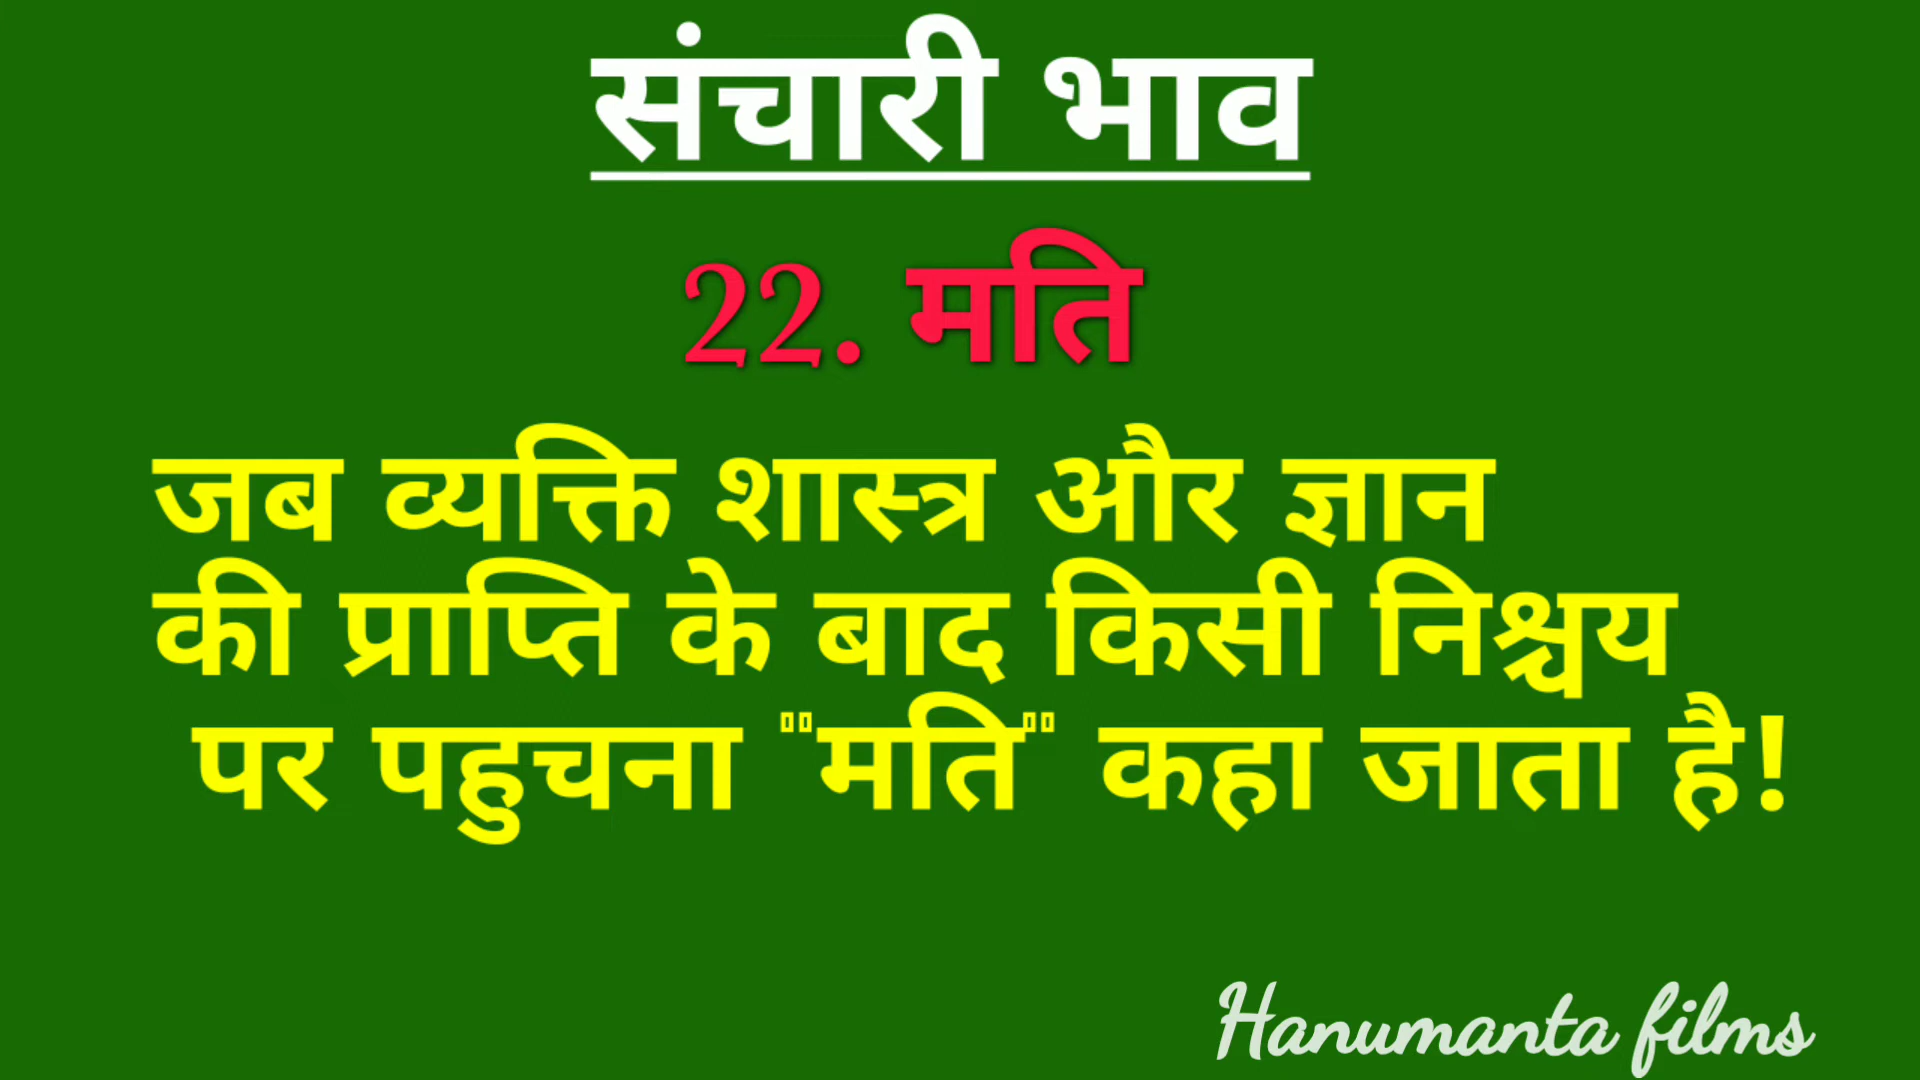 संचारी भाव
22. मति
जब व्यक्ति शास्त्र और ज्ञान
की प्राप्ति के बाद किसी निश्चय
पर पहुचना "मति" कहा जाता है!
Hanumanta films